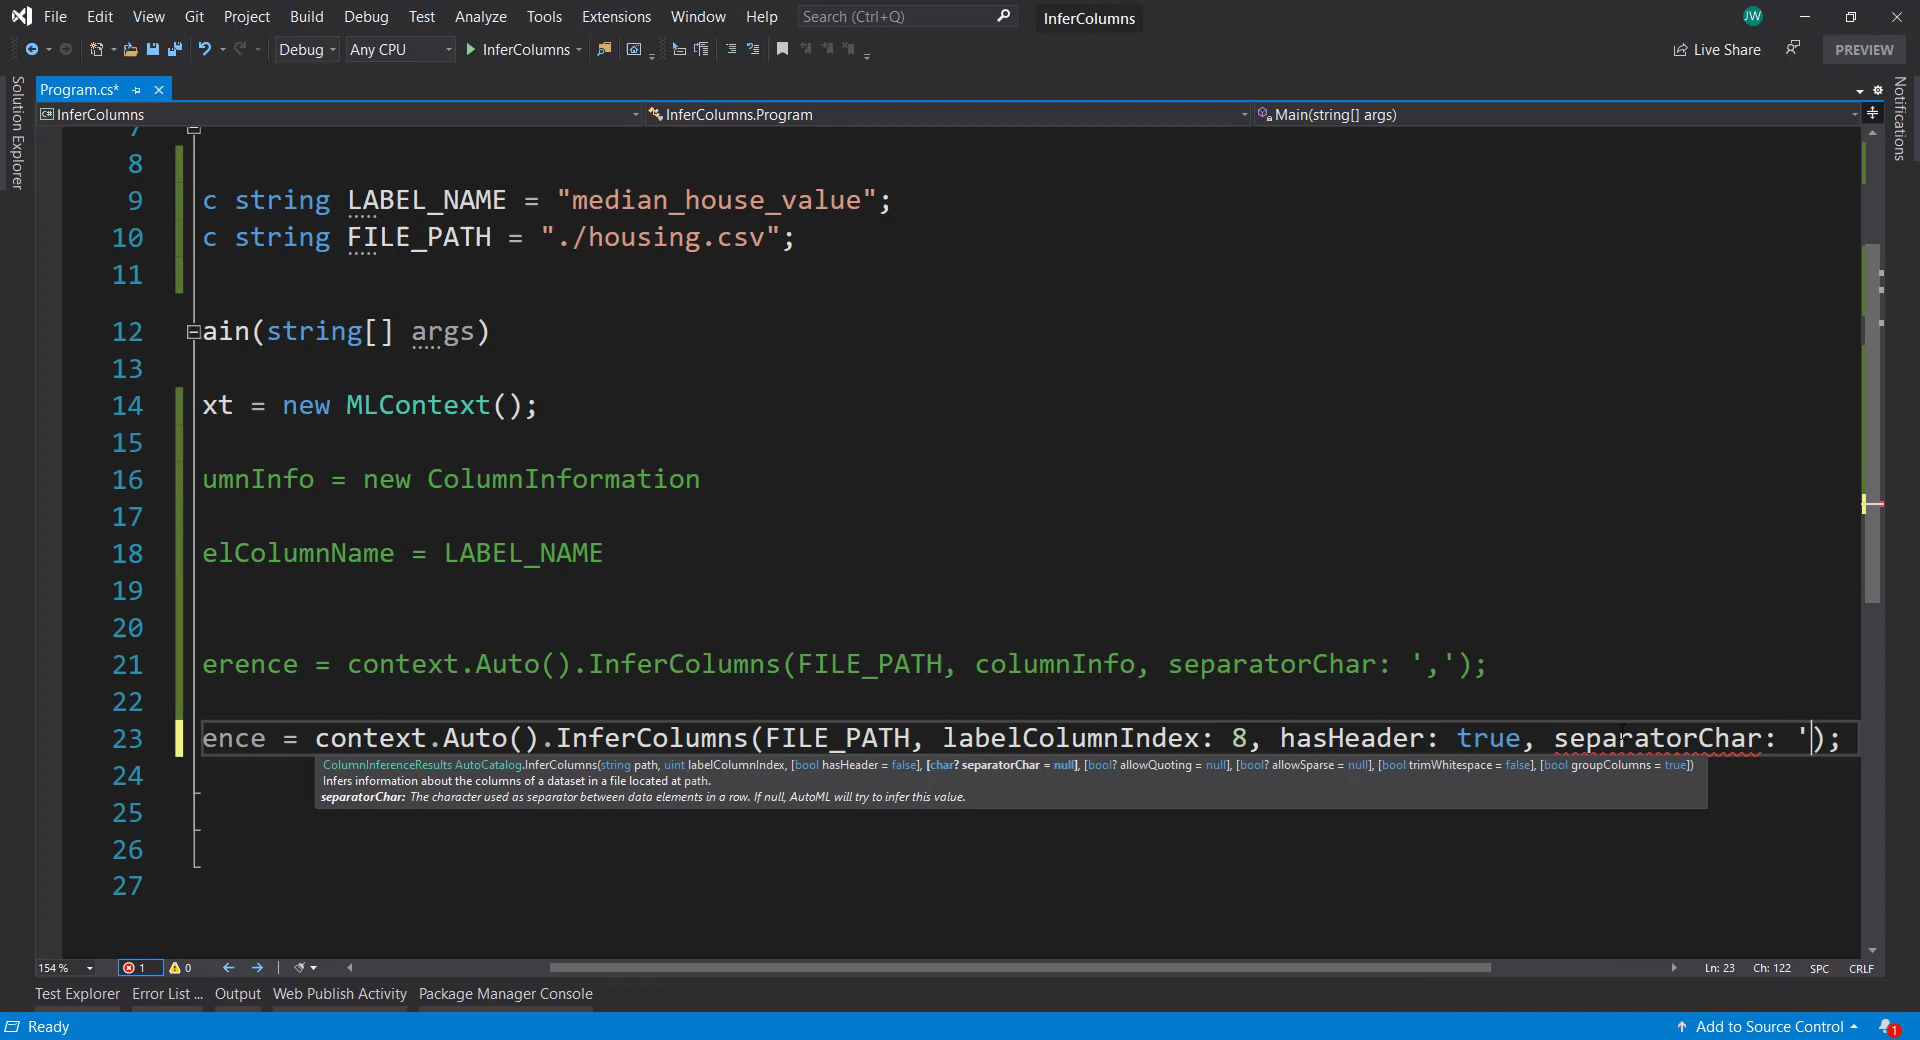 File Edit View Git Project Build Debug Test Analyze Tools Extensions Window Help Search (Ctrl+Q) InferColumns JW
Debug Any CPU InferColumns Live Share PREVIEW
Solution Explorer
Notifications
Program.cs*
C# InferColumns InferColumns.Program Main(string[] args)
7
8
9 c string LABEL_NAME = "median_house_value";
10 c string FILE_PATH = "./housing.csv";
11
12 ain(string[] args)
13
14 xt = new MLContext();
15
16 umnInfo = new ColumnInformation
17
18 elColumnName = LABEL_NAME
19
20
21 erence = context.Auto().InferColumns(FILE_PATH, columnInfo, separatorChar: ',');
22
23 ence = context.Auto().InferColumns(FILE_PATH, labelColumnIndex: 8, hasHeader: true, separatorChar: ');
ColumnInferenceResults AutoCatalog.InferColumns(string path, uint labelColumnIndex, [bool hasHeader = false], [char? separatorChar = null], [bool? allowQuoting = null], [bool? allowSparse = null], [bool trimWhitespace = false], [bool groupColumns = true])
Infers information about the columns of a dataset in a file located at path.
separatorChar: The character used as separator between data elements in a row. If null, AutoML will try to infer this value.
24
25
26
27
154 % 1 0 Ln: 23 Ch: 122 SPC CRLF
Test Explorer Error List ... Output Web Publish Activity Package Manager Console
Ready Add to Source Control 1